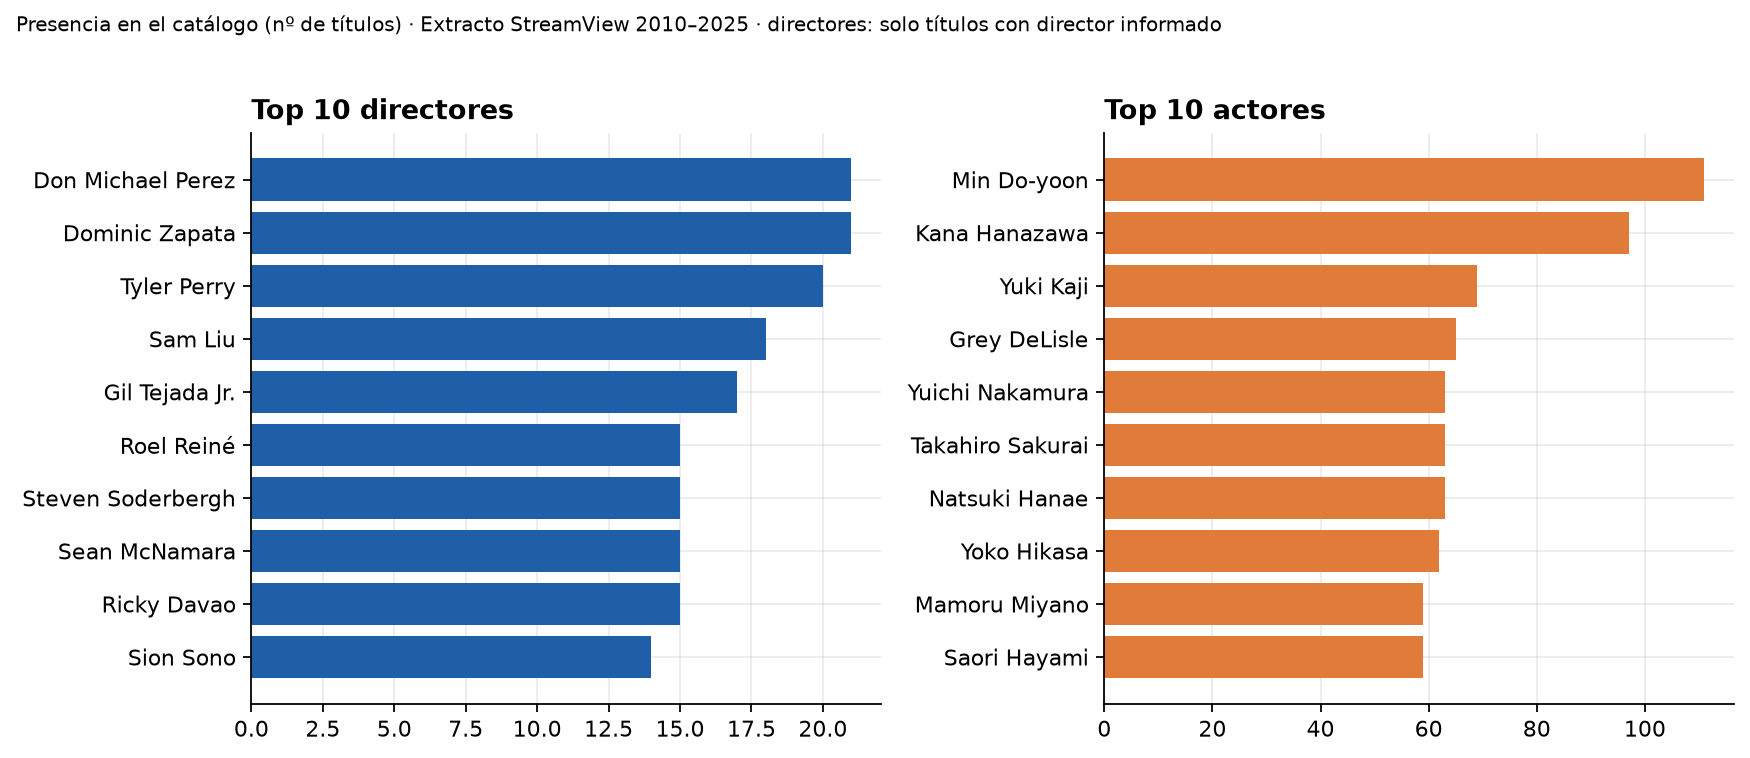 Presencia en el catálogo (nº de títulos) · Extracto StreamView 2010–2025 · directores: solo títulos con director informado
Top 10 directores
Don Michael Perez
Dominic Zapata
Tyler Perry
Sam Liu
Gil Tejada Jr.
Roel Reiné
Steven Soderbergh
Sean McNamara
Ricky Davao
Sion Sono
0.0 2.5 5.0 7.5 10.0 12.5 15.0 17.5 20.0
Top 10 actores
Min Do-yoon
Kana Hanazawa
Yuki Kaji
Grey DeLisle
Yuichi Nakamura
Takahiro Sakurai
Natsuki Hanae
Yoko Hikasa
Mamoru Miyano
Saori Hayami
0 20 40 60 80 100